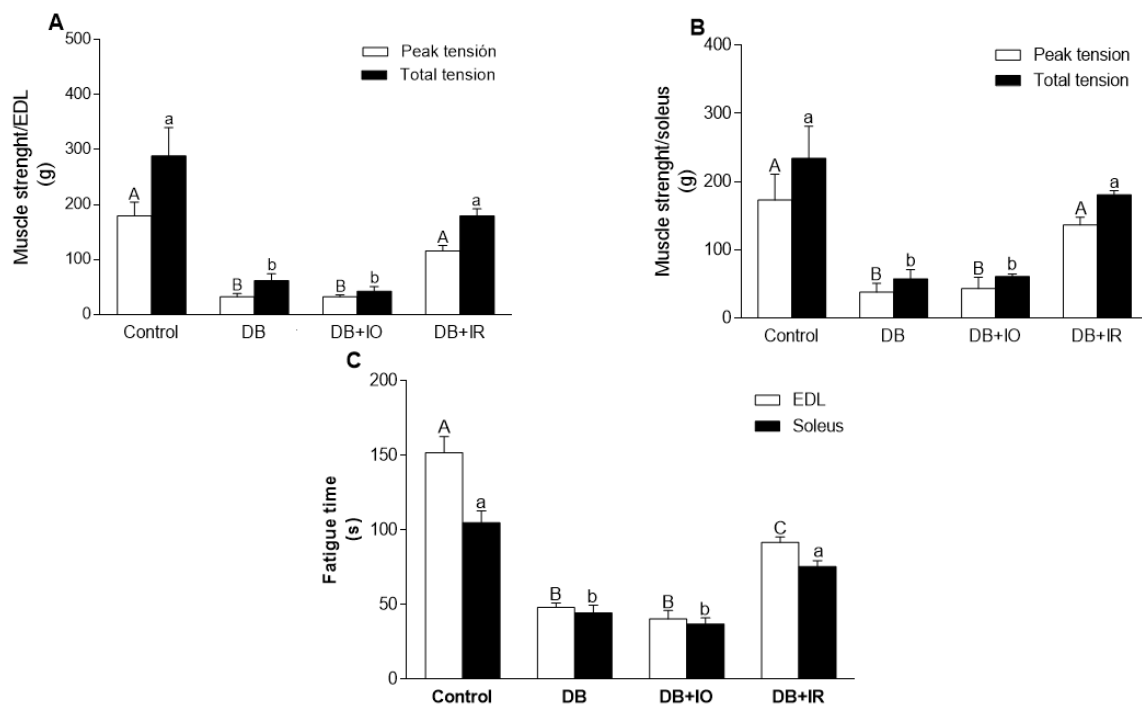 A
500
400
300
200
100
0
Muscle strenght/EDL
(g)
Peak tensión
Total tension
A
a
B
b
B
b
A
a
Control
DB
DB+IO
DB+IR
B
400
300
200
100
0
Muscle strenght/soleus
(g)
Peak tension
Total tension
A
a
B
b
B
b
A
a
Control
DB
DB+IO
DB+IR
C
200
150
100
50
0
Fatigue time
(s)
EDL
Soleus
A
a
B
b
B
b
C
a
Control
DB
DB+IO
DB+IR